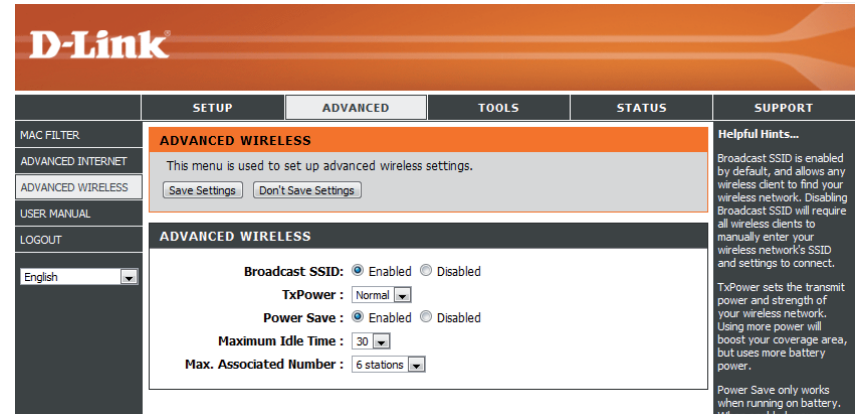 D-Link
SETUP ADVANCED TOOLS STATUS SUPPORT
MAC FILTER
ADVANCED INTERNET
ADVANCED WIRELESS
USER MANUAL
LOGOUT
English
ADVANCED WIRELESS
This menu is used to set up advanced wireless settings.
Save Settings Don't Save Settings
ADVANCED WIRELESS
Broadcast SSID: Enabled Disabled
TxPower : Normal
Power Save : Enabled Disabled
Maximum Idle Time : 30
Max. Associated Number : 6 stations
Helpful Hints...
Broadcast SSID is enabled
by default, and allows any
wireless client to find your
wireless network. Disabling
Broadcast SSID will require
all wireless clients to
manually enter your
wireless network's SSID
and settings to connect.
TxPower sets the transmit
power and strength of
your wireless network.
Using more power will
boost your coverage area,
but uses more battery
power.
Power Save only works
when running on battery.